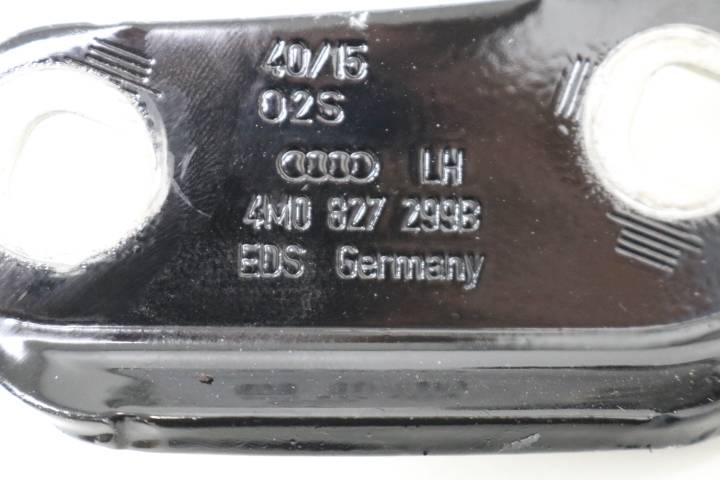 40/15
02S
LH
4M0 827 299B
EDS Germany